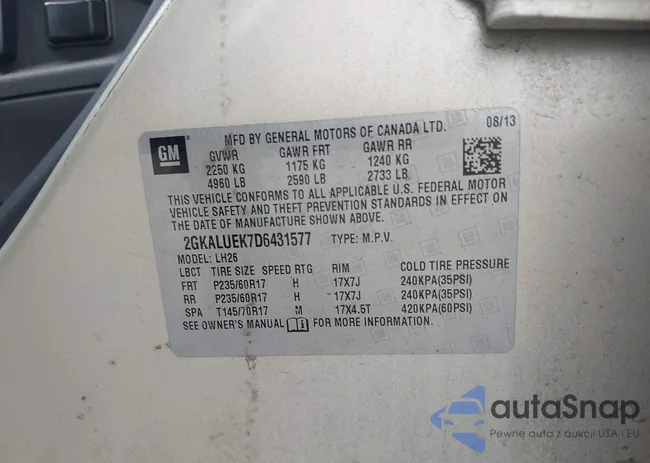 08/13
GM
MFD BY GENERAL MOTORS OF CANADA LTD.
GVWR GAWR FRT GAWR RR
2250 KG 1175 KG 1240 KG
4960 LB 2590 LB 2733 LB
THIS VEHICLE CONFORMS TO ALL APPLICABLE U.S. FEDERAL MOTOR
VEHICLE SAFETY AND THEFT PREVENTION STANDARDS IN EFFECT ON
THE DATE OF MANUFACTURE SHOWN ABOVE.
2GKALUEK7D6431577 TYPE: M.P.V.
MODEL: LH26
LBCT TIRE SIZE SPEED RTG RIM COLD TIRE PRESSURE
FRT P235/60R17 H 17X7J 240KPA(35PSI)
RR P235/60R17 H 17X7J 240KPA(35PSI)
SPA T145/70R17 M 17X4.5T 420KPA(60PSI)
SEE OWNER'S MANUAL FOR MORE INFORMATION.
autaSnap
Pewne auta z aukcji USA i EU